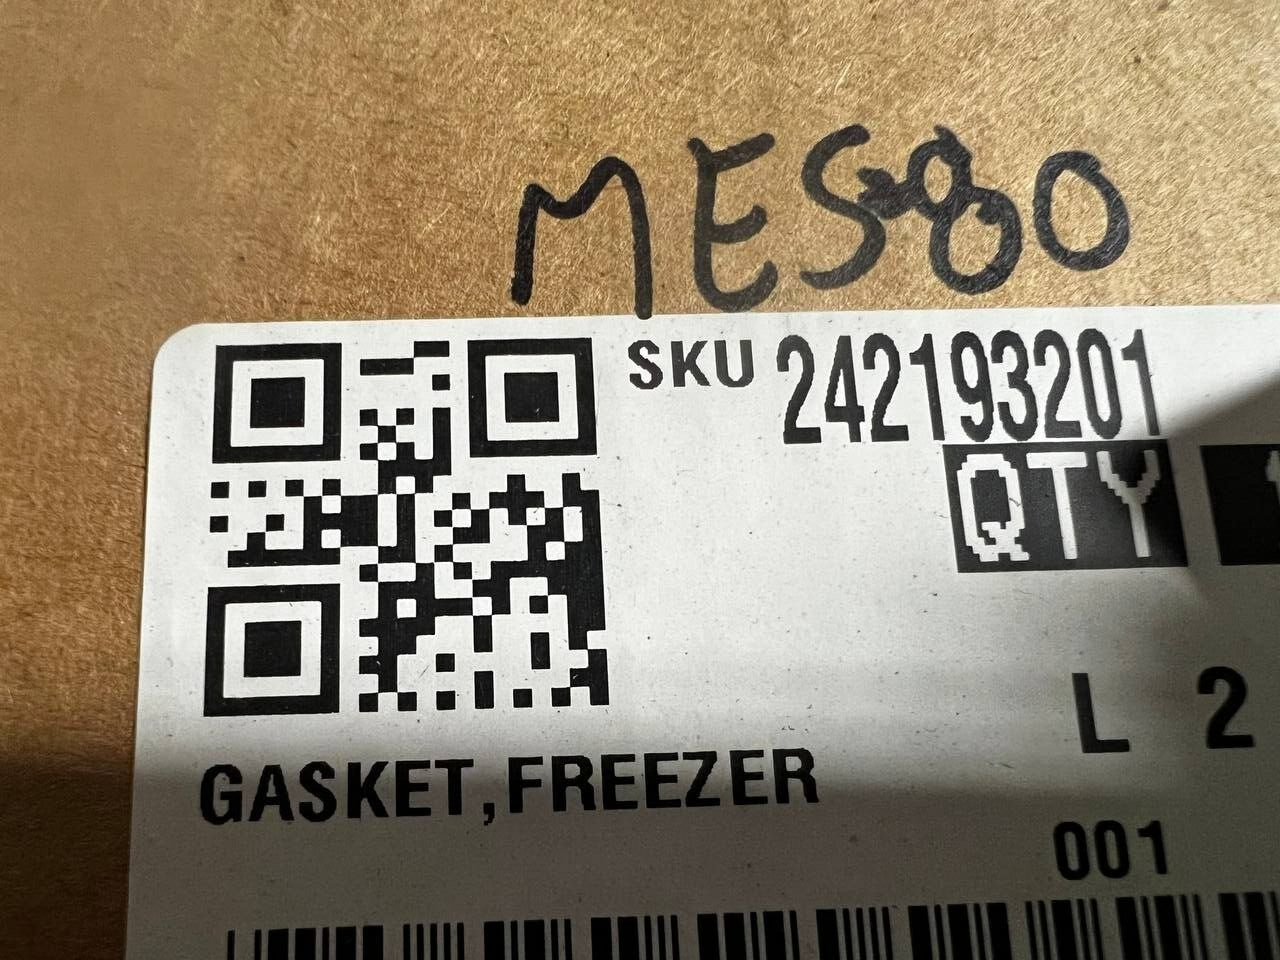 MES80
SKU 242193201
QTY
L 2
GASKET,FREEZER
001